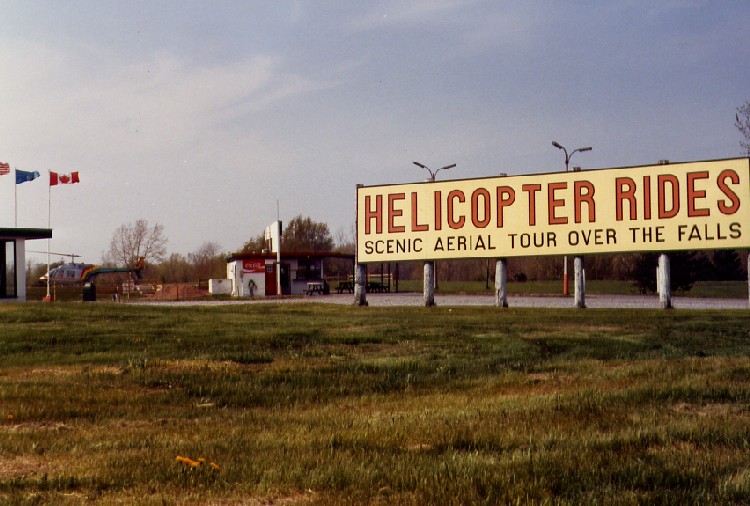 HELICOPTER RIDES
SCENIC AERIAL TOUR OVER THE FALLS